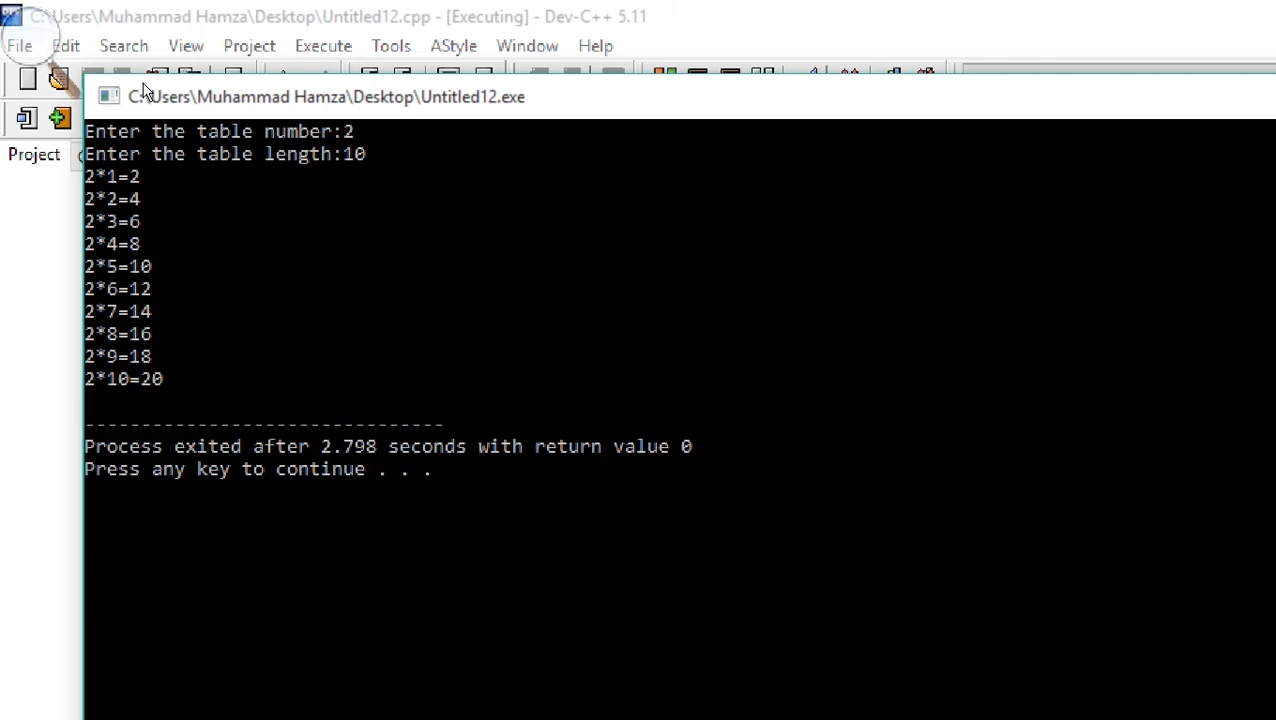 C:\Users\Muhammad Hamza\Desktop\Untitled12.cpp - [Executing] - Dev-C++ 5.11
File Edit Search View Project Execute Tools AStyle Window Help
C:\Users\Muhammad Hamza\Desktop\Untitled12.exe
Project
Enter the table number:2
Enter the table length:10
2*1=2
2*2=4
2*3=6
2*4=8
2*5=10
2*6=12
2*7=14
2*8=16
2*9=18
2*10=20
--------------------------------
Process exited after 2.798 seconds with return value 0
Press any key to continue . . .